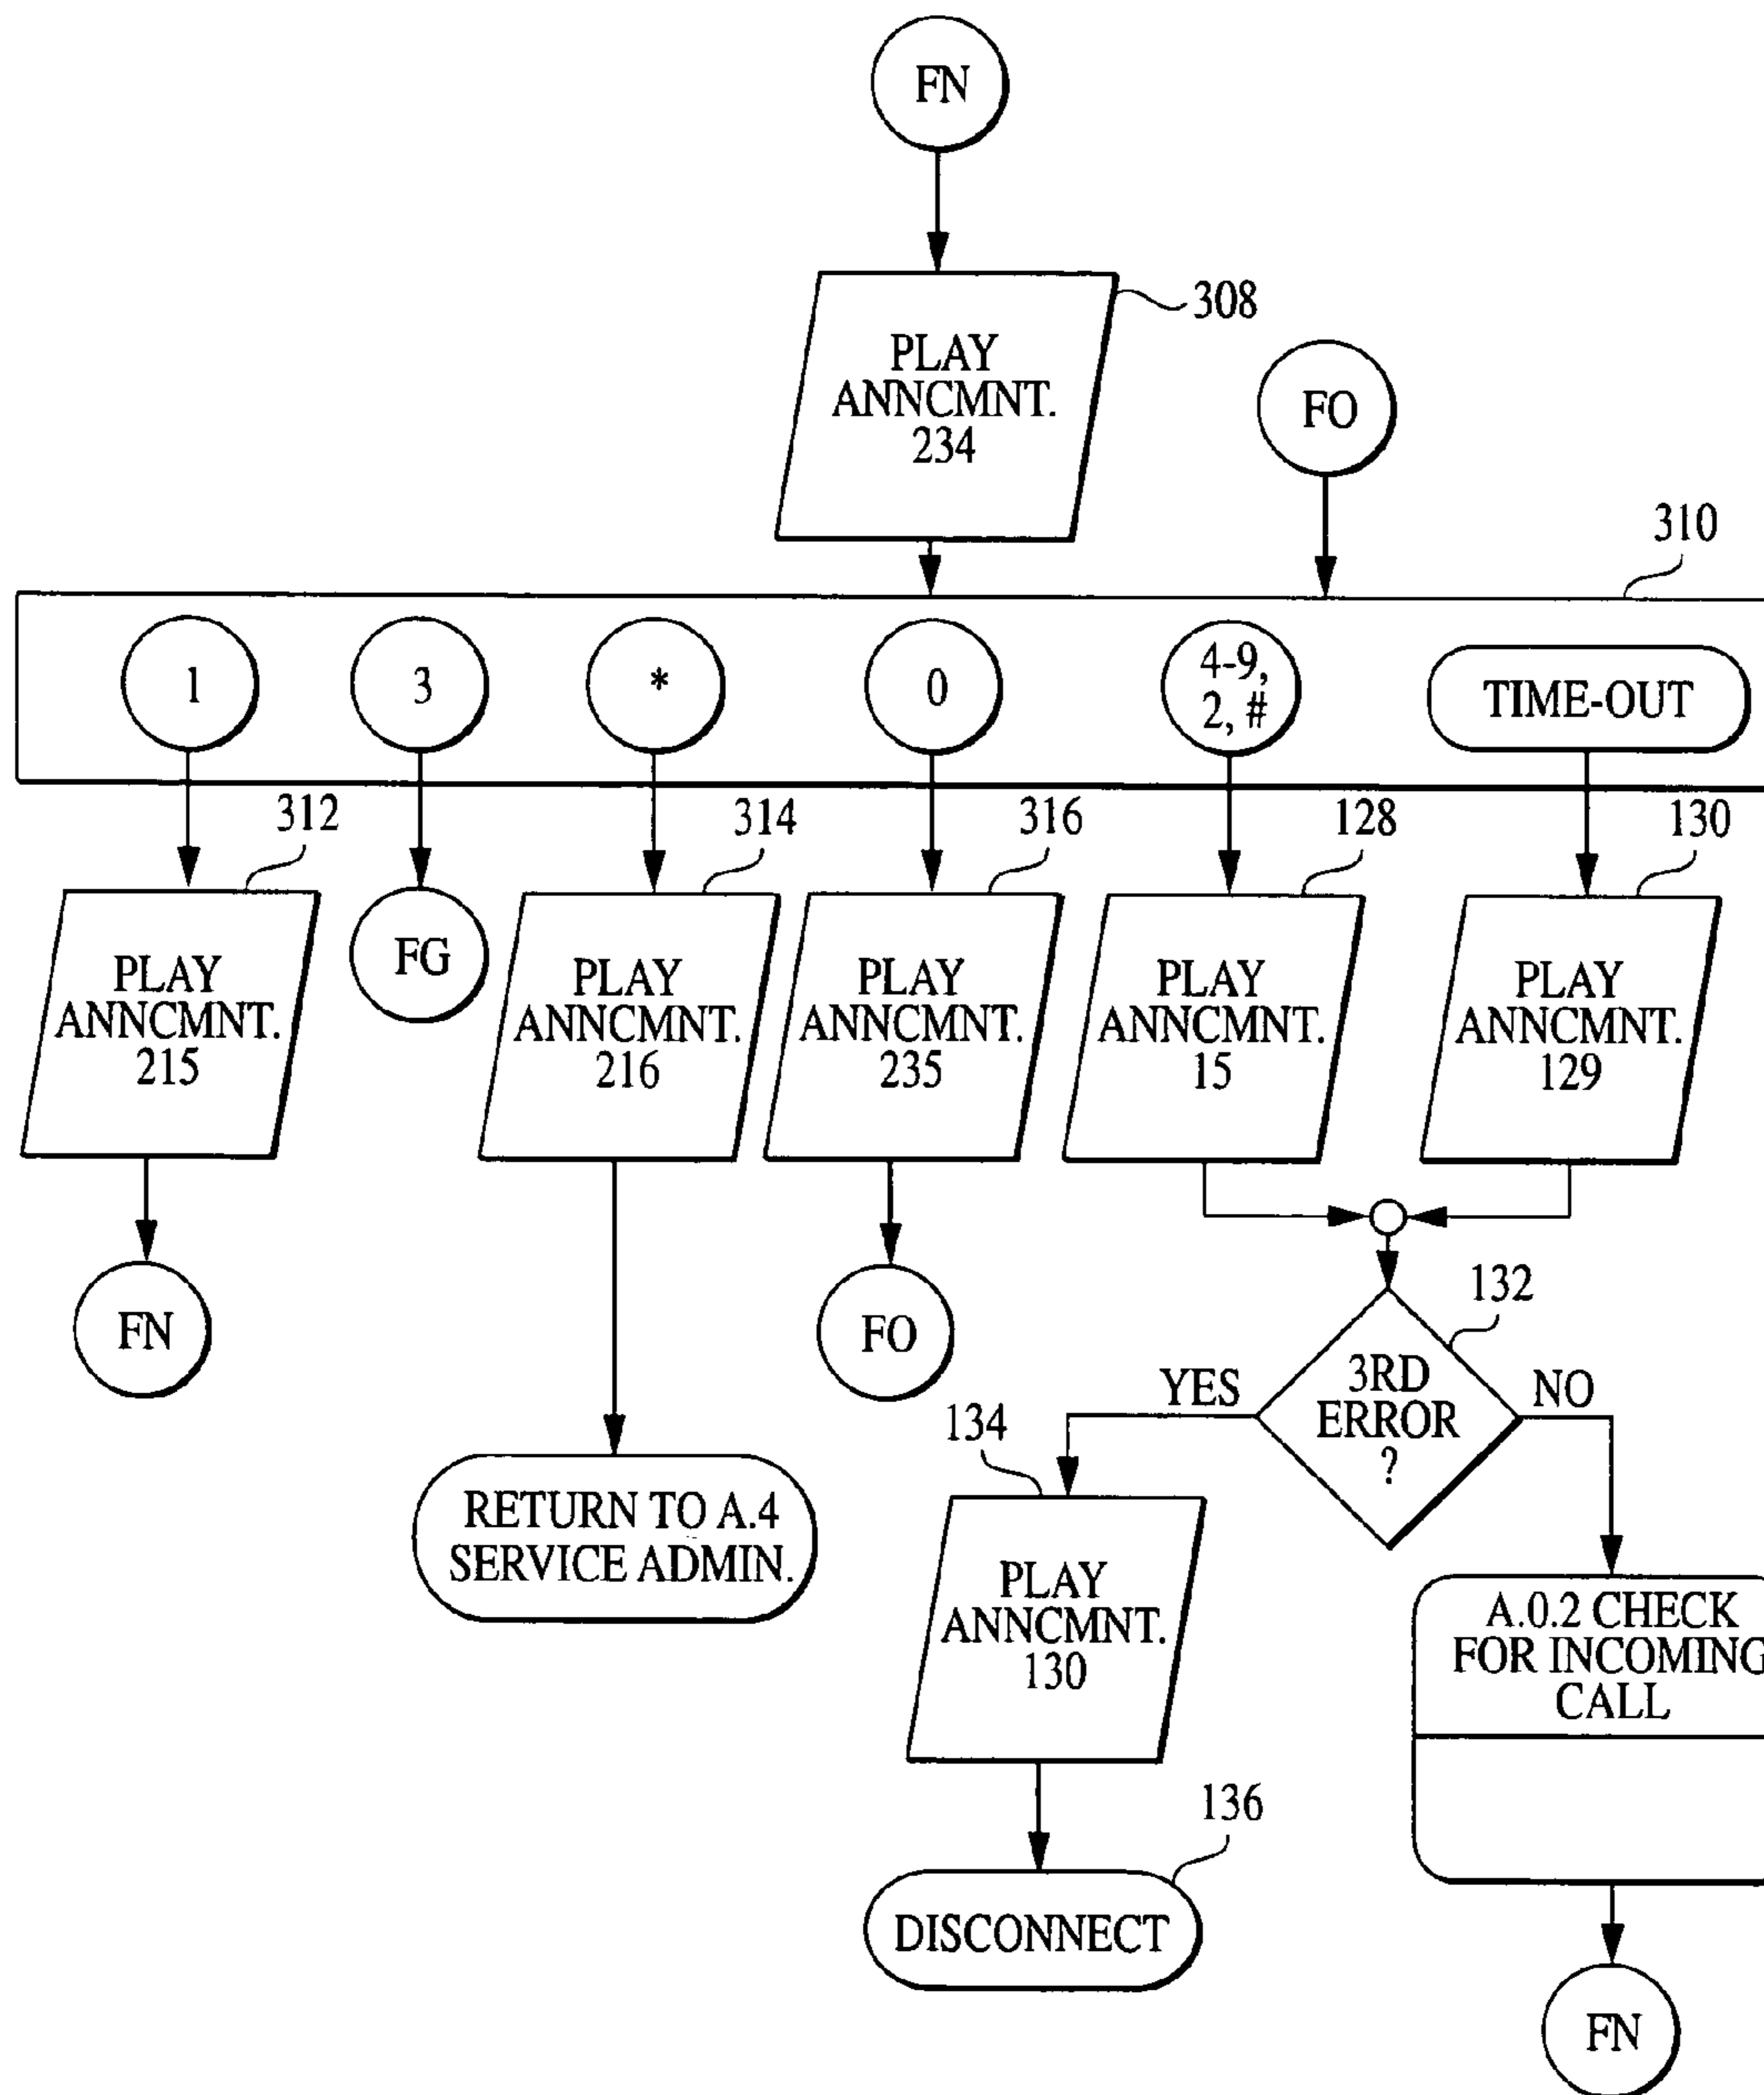 FN
308
PLAY
ANNCMNT.
234
FO
310
1
3
*
0
4-9,
2, #
TIME-OUT
312
314
316
128
130
PLAY
ANNCMNT.
215
FG
PLAY
ANNCMNT.
216
PLAY
ANNCMNT.
235
PLAY
ANNCMNT.
15
PLAY
ANNCMNT.
129
FN
FO
132
3RD
ERROR
?
YES
NO
134
RETURN TO A.4
SERVICE ADMIN.
PLAY
ANNCMNT.
130
A.0.2 CHECK
FOR INCOMING
CALL
136
DISCONNECT
FN